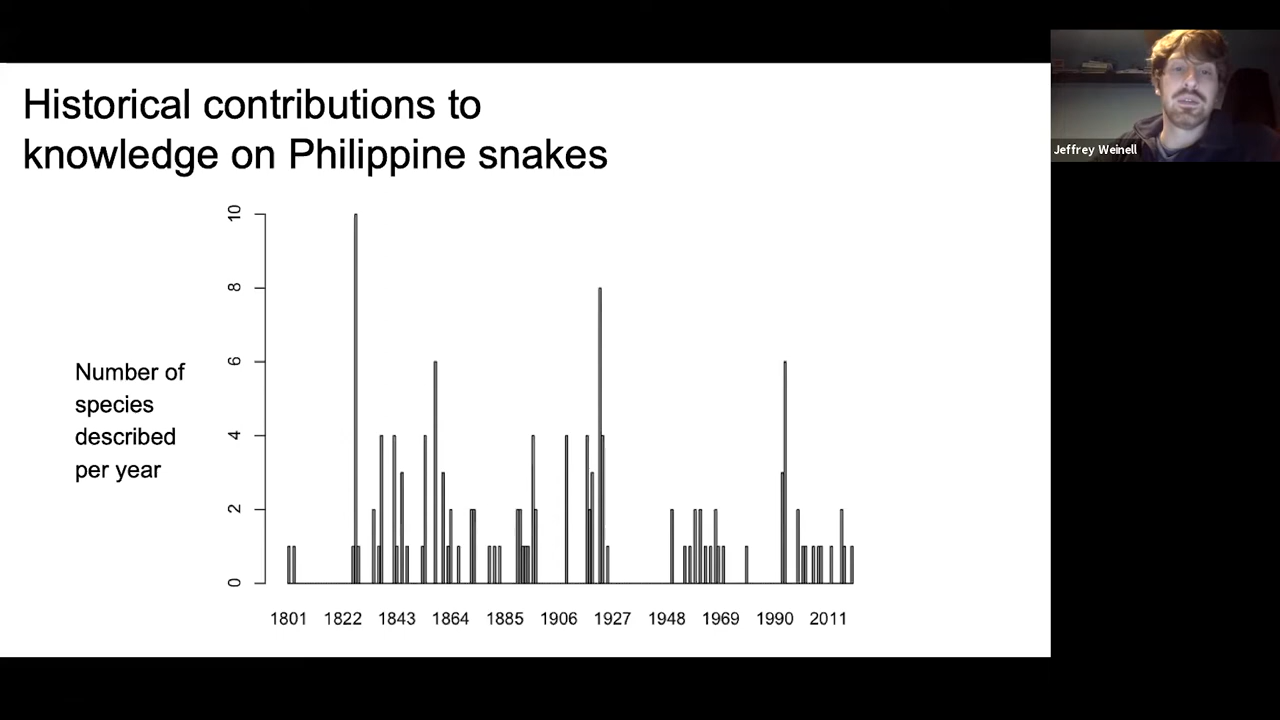 Historical contributions to
knowledge on Philippine snakes
Jeffrey Weinell
10
8
6
4
2
0
Number of
species
described
per year
1801 1822 1843 1864 1885 1906 1927 1948 1969 1990 2011